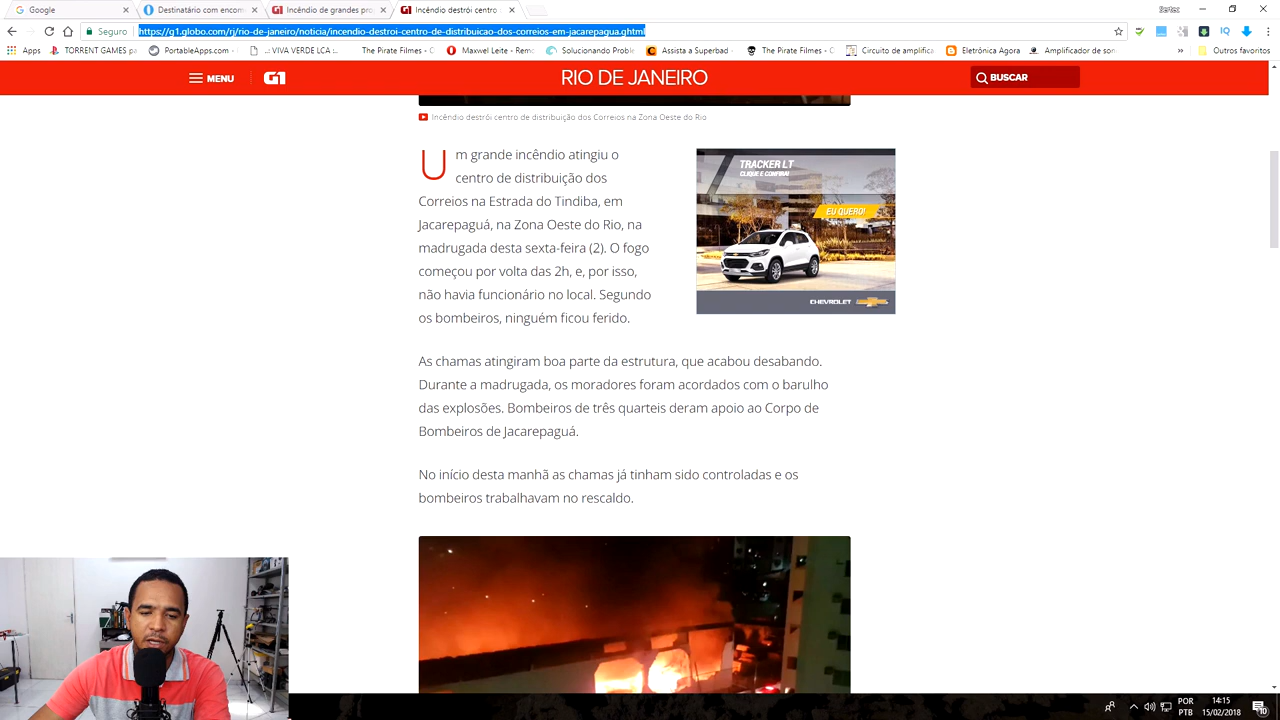 Google
Destinatário com encom
Incêndio de grandes pro
Incêndio destrói centro
Seguro
https://g1.globo.com/rj/rio-de-janeiro/noticia/incendio-destroi-centro-de-distribuicao-dos-correios-em-jacarepagua.ghtml
Apps
TORRENT GAMES pa
PortableApps.com -
.: VIVA VERDE LCA :.
The Pirate Filmes - C
Maxwel Leite - Remo
Solucionando Proble
Assista a Superbad -
The Pirate Filmes - C
Circuito de amplifica
Eletrônica Agora
Amplificador de som
»
Outros favoritos
MENU
G1
RIO DE JANEIRO
BUSCAR
Incêndio destrói centro de distribuição dos Correios na Zona Oeste do Rio
Um grande incêndio atingiu o
centro de distribuição dos
Correios na Estrada do Tindiba, em
Jacarepaguá, na Zona Oeste do Rio, na
madrugada desta sexta-feira (2). O fogo
começou por volta das 2h, e, por isso,
não havia funcionário no local. Segundo
os bombeiros, ninguém ficou ferido.
TRACKER LT
CLIQUE E CONFIRA!
EU QUERO!
CHEVROLET
As chamas atingiram boa parte da estrutura, que acabou desabando.
Durante a madrugada, os moradores foram acordados com o barulho
das explosões. Bombeiros de três quartéis deram apoio ao Corpo de
Bombeiros de Jacarepaguá.
No início desta manhã as chamas já tinham sido controladas e os
bombeiros trabalhavam no rescaldo.
POR
PTB
14:15
15/02/2018
10